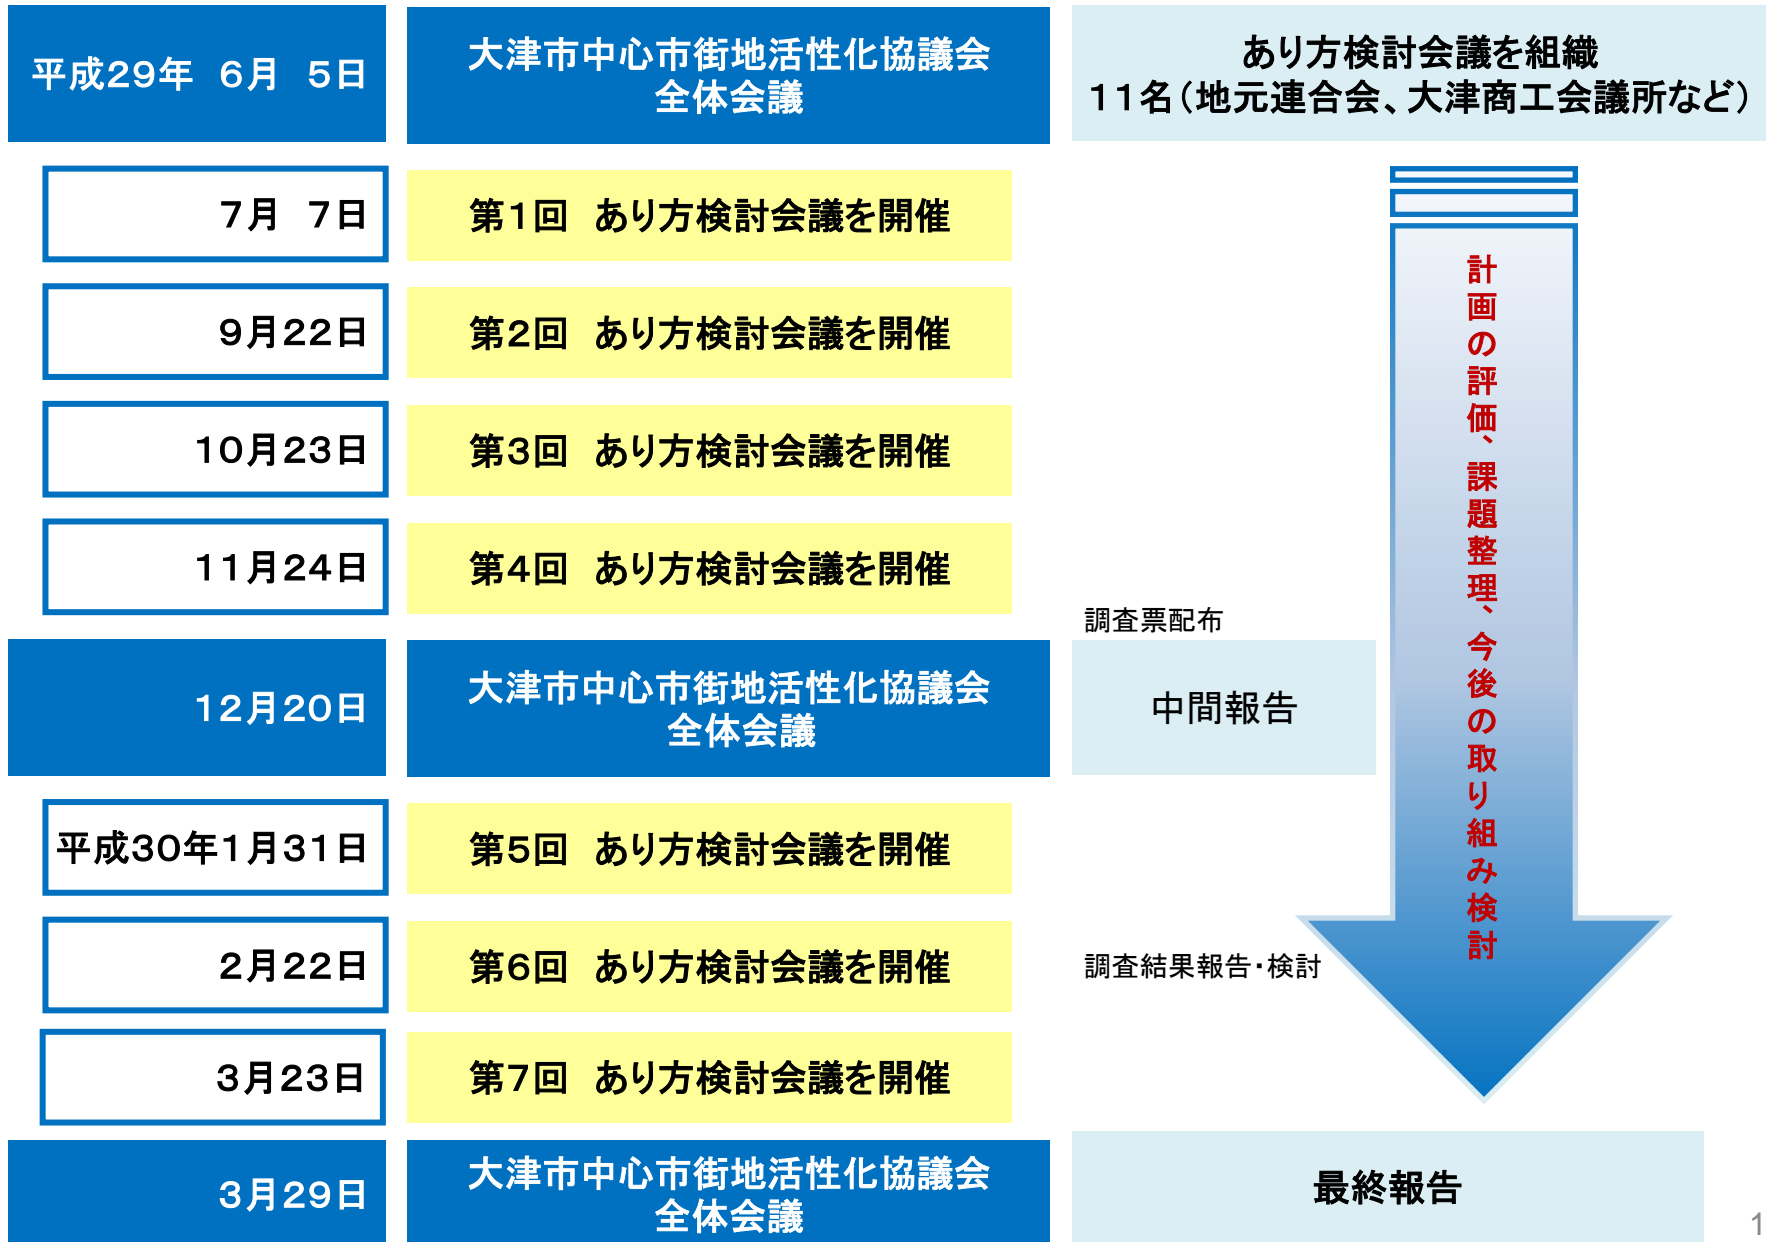 平成29年　6月　5日
大津市中心市街地活性化協議会
全体会議
あり方検討会議を組織
11名（地元連合会、大津商工会議所など）
7月　7日
第1回　あり方検討会議を開催
9月22日
第2回　あり方検討会議を開催
10月23日
第3回　あり方検討会議を開催
11月24日
第4回　あり方検討会議を開催
調査票配布
12月20日
大津市中心市街地活性化協議会
全体会議
中間報告
平成30年1月31日
第5回　あり方検討会議を開催
2月22日
第6回　あり方検討会議を開催
調査結果報告・検討
3月23日
第7回　あり方検討会議を開催
計画の評価、課題整理、今後の取り組み検討
3月29日
大津市中心市街地活性化協議会
全体会議
最終報告
1